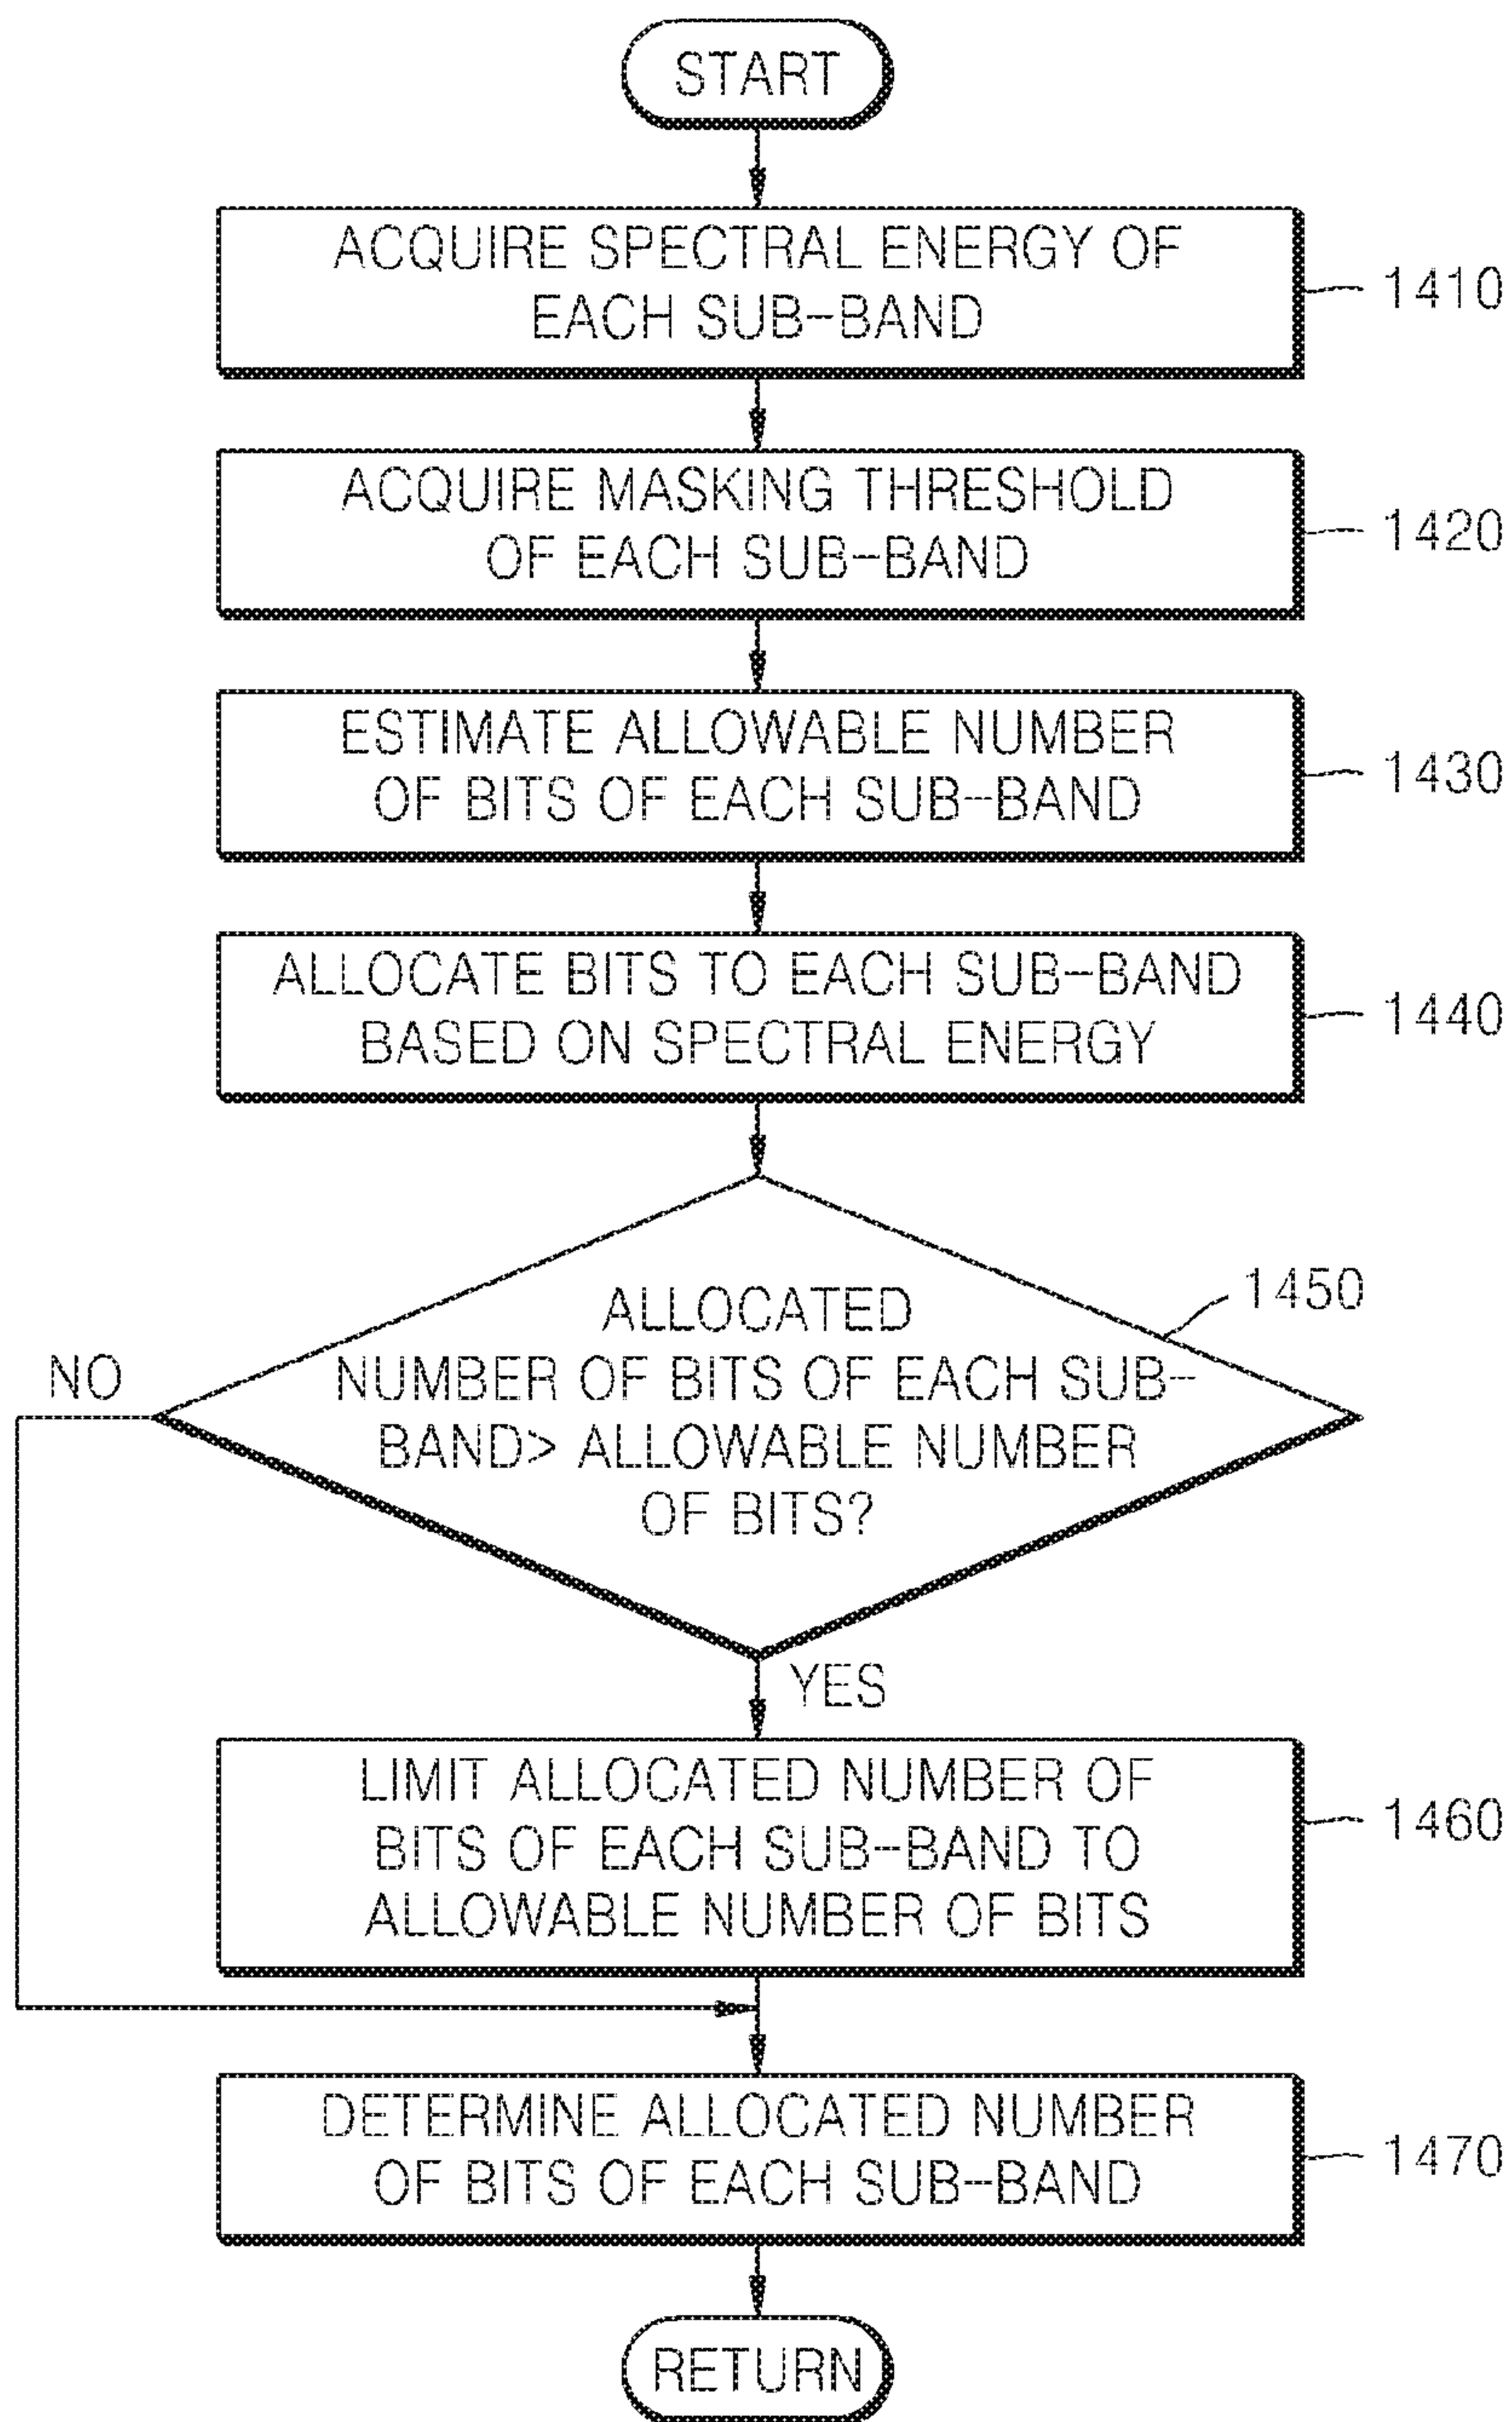 START
ACQUIRE SPECTRAL ENERGY OF
EACH SUB-BAND
1410
ACQUIRE MASKING THRESHOLD
OF EACH SUB-BAND
1420
ESTIMATE ALLOWABLE NUMBER
OF BITS OF EACH SUB-BAND
1430
ALLOCATE BITS TO EACH SUB-BAND
BASED ON SPECTRAL ENERGY
1440
ALLOCATED
NUMBER OF BITS OF EACH SUB-
BAND> ALLOWABLE NUMBER
OF BITS?
1450
NO
YES
LIMIT ALLOCATED NUMBER OF
BITS OF EACH SUB-BAND TO
ALLOWABLE NUMBER OF BITS
1460
DETERMINE ALLOCATED NUMBER
OF BITS OF EACH SUB-BAND
1470
RETURN